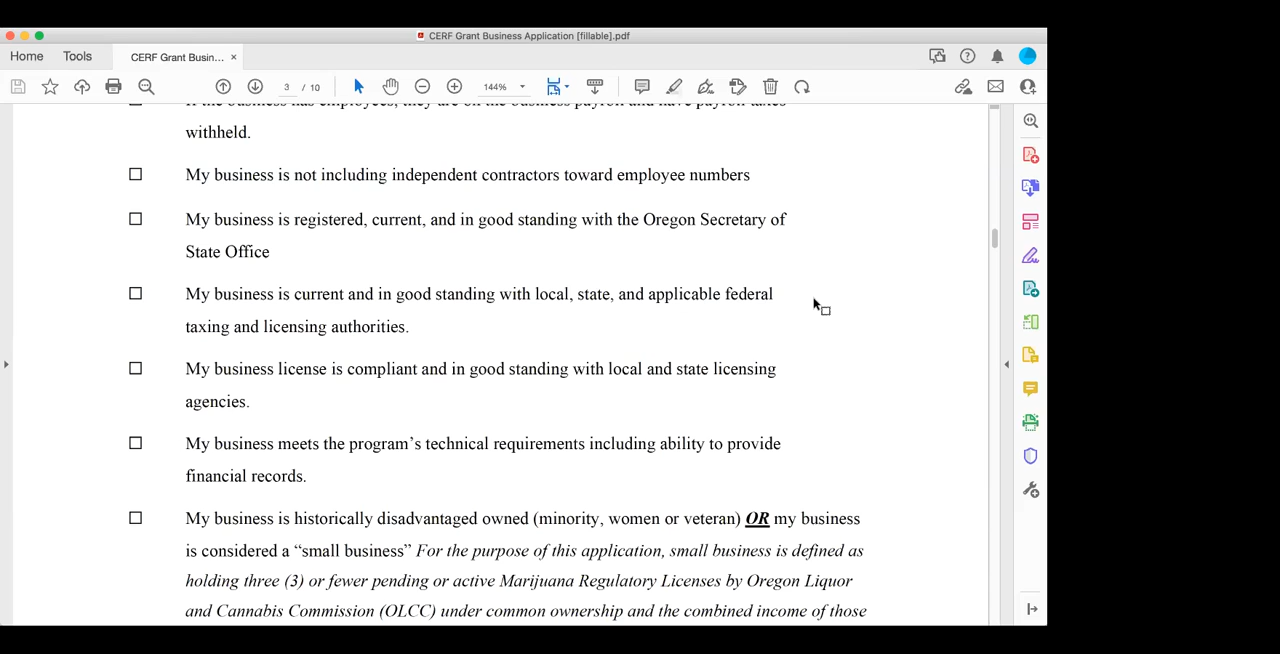 CERF Grant Business Application [fillable].pdf
Home Tools CERF Grant Busin... ×
3 / 10 144%
If the business has employees, they are on the business payroll and have payroll taxes
withheld.
My business is not including independent contractors toward employee numbers
My business is registered, current, and in good standing with the Oregon Secretary of
State Office
My business is current and in good standing with local, state, and applicable federal
taxing and licensing authorities.
My business license is compliant and in good standing with local and state licensing
agencies.
My business meets the program’s technical requirements including ability to provide
financial records.
My business is historically disadvantaged owned (minority, women or veteran) OR my business
is considered a “small business” For the purpose of this application, small business is defined as
holding three (3) or fewer pending or active Marijuana Regulatory Licenses by Oregon Liquor
and Cannabis Commission (OLCC) under common ownership and the combined income of those